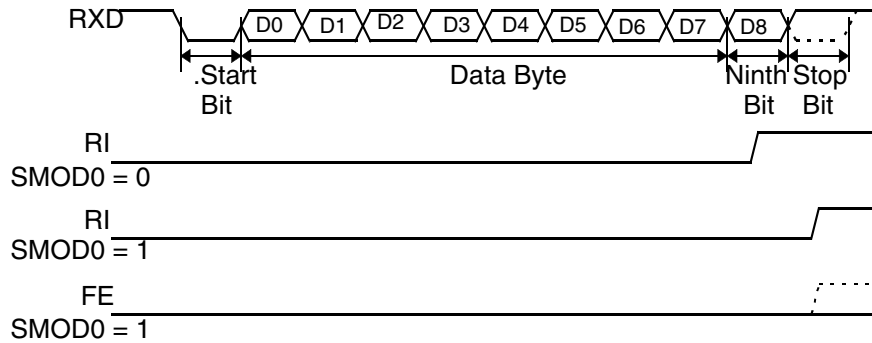 RXD
D0 D1 D2 D3 D4 D5 D6 D7 D8
.Start Data Byte Ninth Stop
Bit Bit Bit
RI
SMOD0 = 0
RI
SMOD0 = 1
FE
SMOD0 = 1